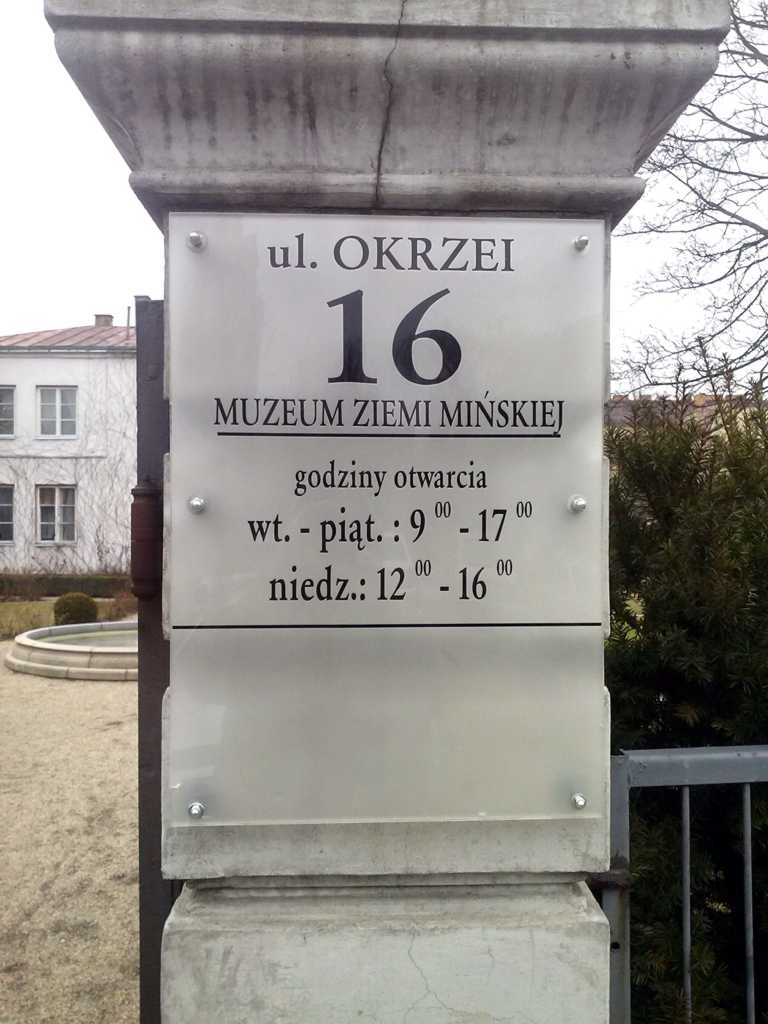 ul. OKRZEI
16
MUZEUM ZIEMI MIŃSKIEJ
godziny otwarcia
wt. - piąt. : 9 00 - 17 00
niedz.: 12 00 - 16 00